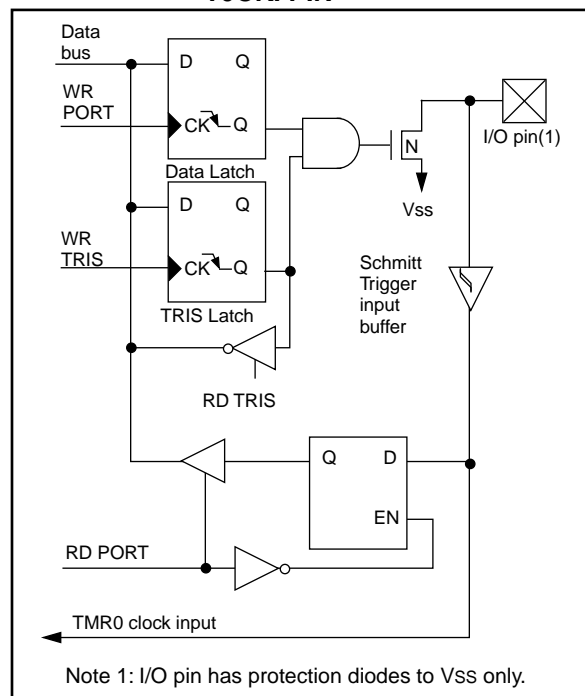 Data
bus
D Q
WR
PORT
CK Q
I/O pin(1)
N
Data Latch
VSS
D Q
WR
TRIS
CK Q
Schmitt
Trigger
input
buffer
TRIS Latch
RD TRIS
Q D
EN
RD PORT
TMR0 clock input
Note 1: I/O pin has protection diodes to VSS only.